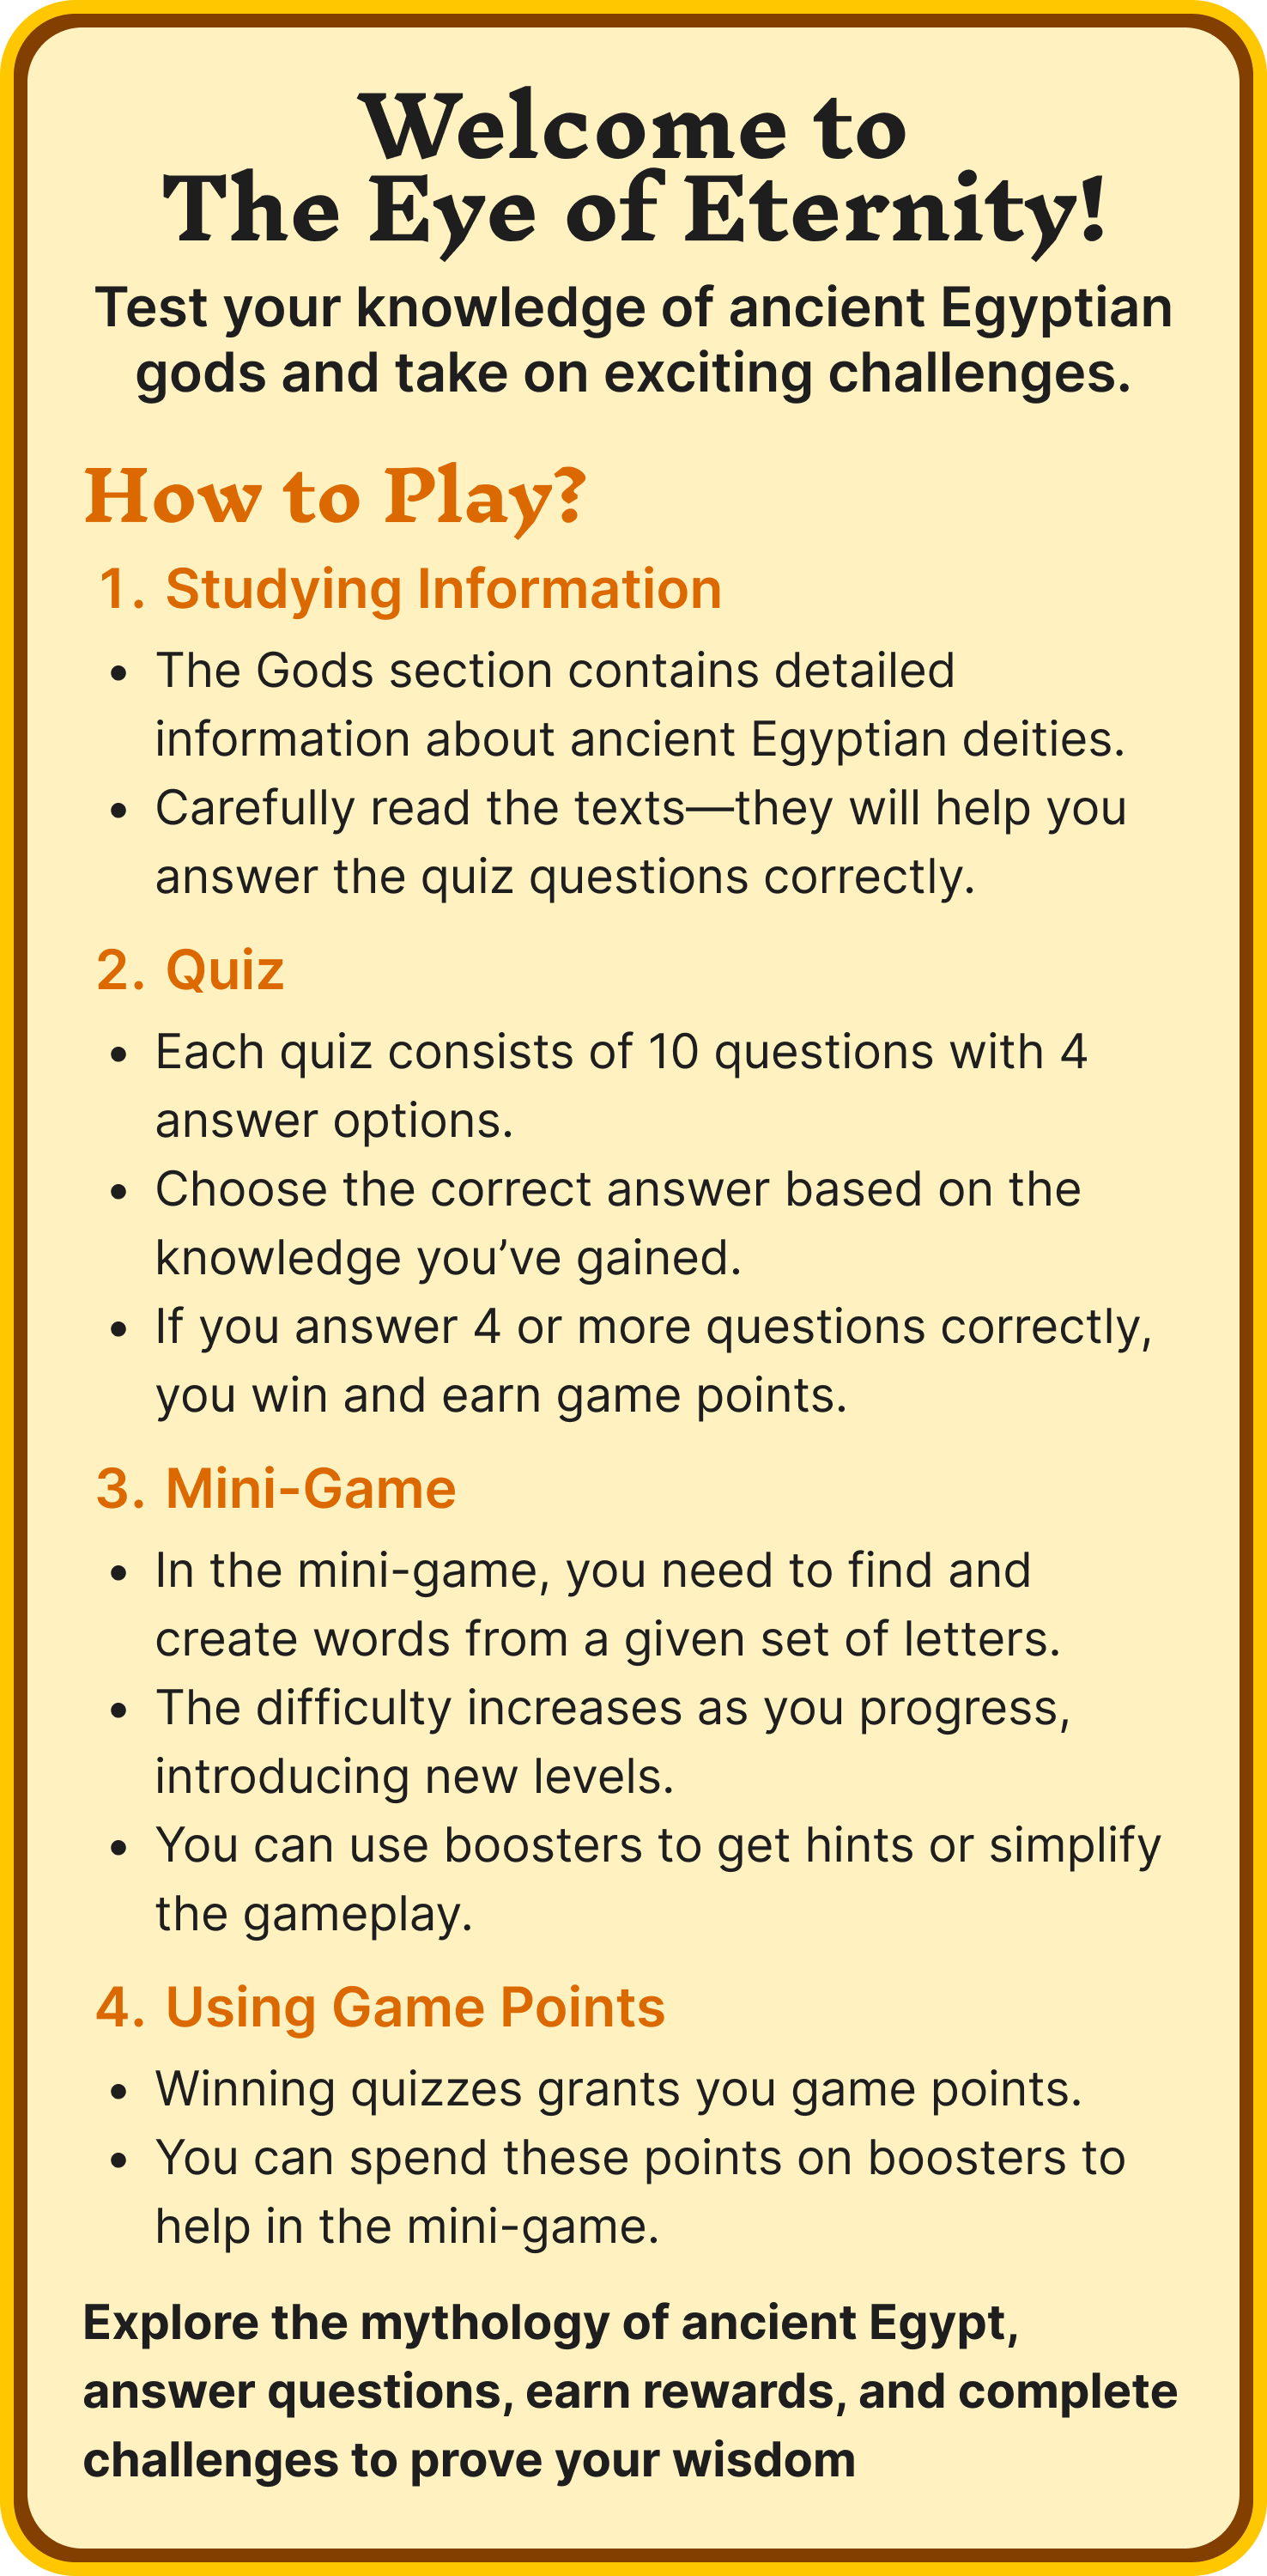 Welcome to
The Eye of Eternity!
Test your knowledge of ancient Egyptian
gods and take on exciting challenges.
How to Play?
1. Studying Information
• The Gods section contains detailed
information about ancient Egyptian deities.
• Carefully read the texts—they will help you
answer the quiz questions correctly.
2. Quiz
• Each quiz consists of 10 questions with 4
answer options.
• Choose the correct answer based on the
knowledge you’ve gained.
• If you answer 4 or more questions correctly,
you win and earn game points.
3. Mini-Game
• In the mini-game, you need to find and
create words from a given set of letters.
• The difficulty increases as you progress,
introducing new levels.
• You can use boosters to get hints or simplify
the gameplay.
4. Using Game Points
• Winning quizzes grants you game points.
• You can spend these points on boosters to
help in the mini-game.
Explore the mythology of ancient Egypt,
answer questions, earn rewards, and complete
challenges to prove your wisdom